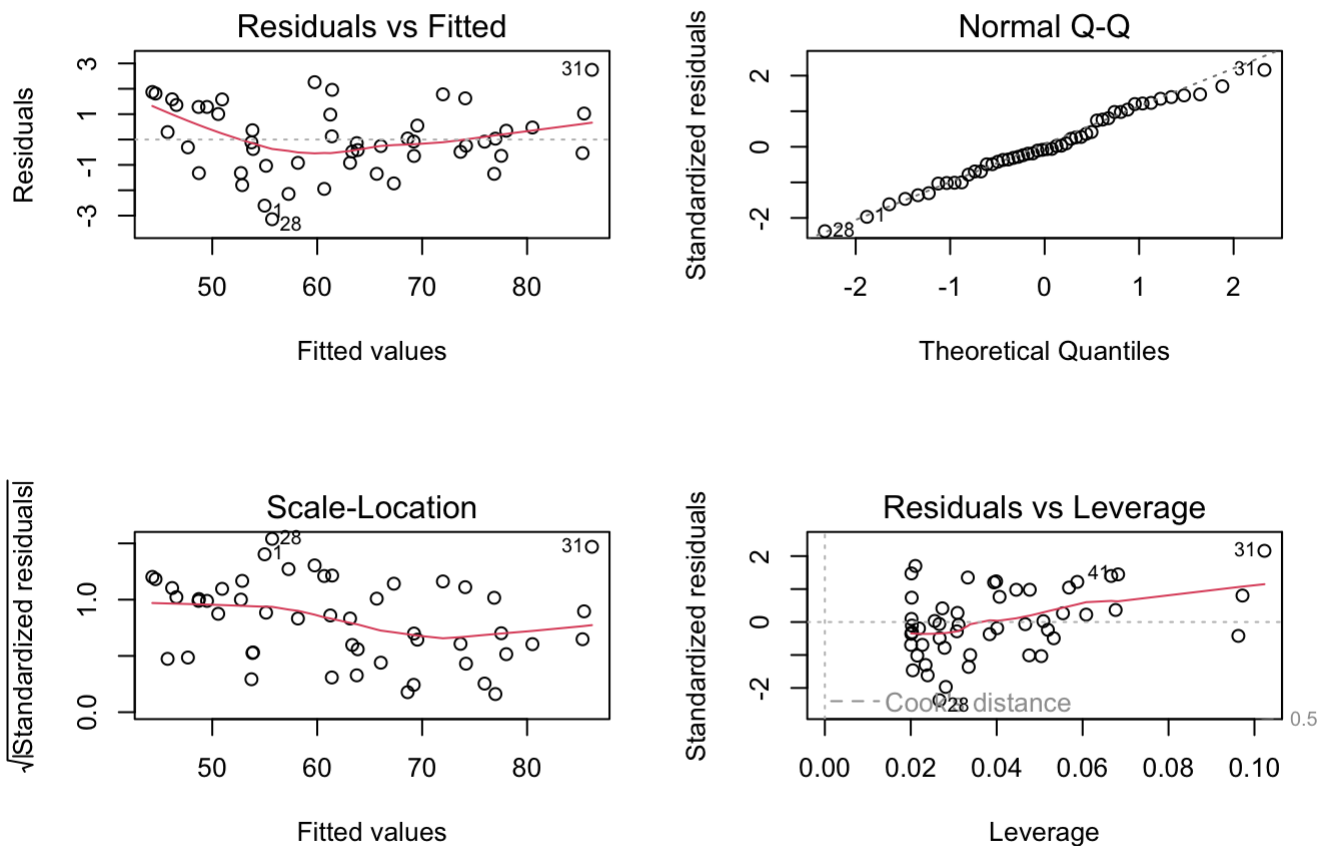 Residuals vs Fitted
Residuals
3
1
-1
-3
31
1
28
50 60 70 80
Fitted values
Normal Q-Q
Standardized residuals
2
0
-2
31
1
28
-2 -1 0 1 2
Theoretical Quantiles
Scale-Location
√|Standardized residuals|
1.0
0.0
28
1
31
50 60 70 80
Fitted values
Residuals vs Leverage
Standardized residuals
2
0
-2
31
41
28
Cook's distance
0.5
0.00 0.02 0.04 0.06 0.08 0.10
Leverage